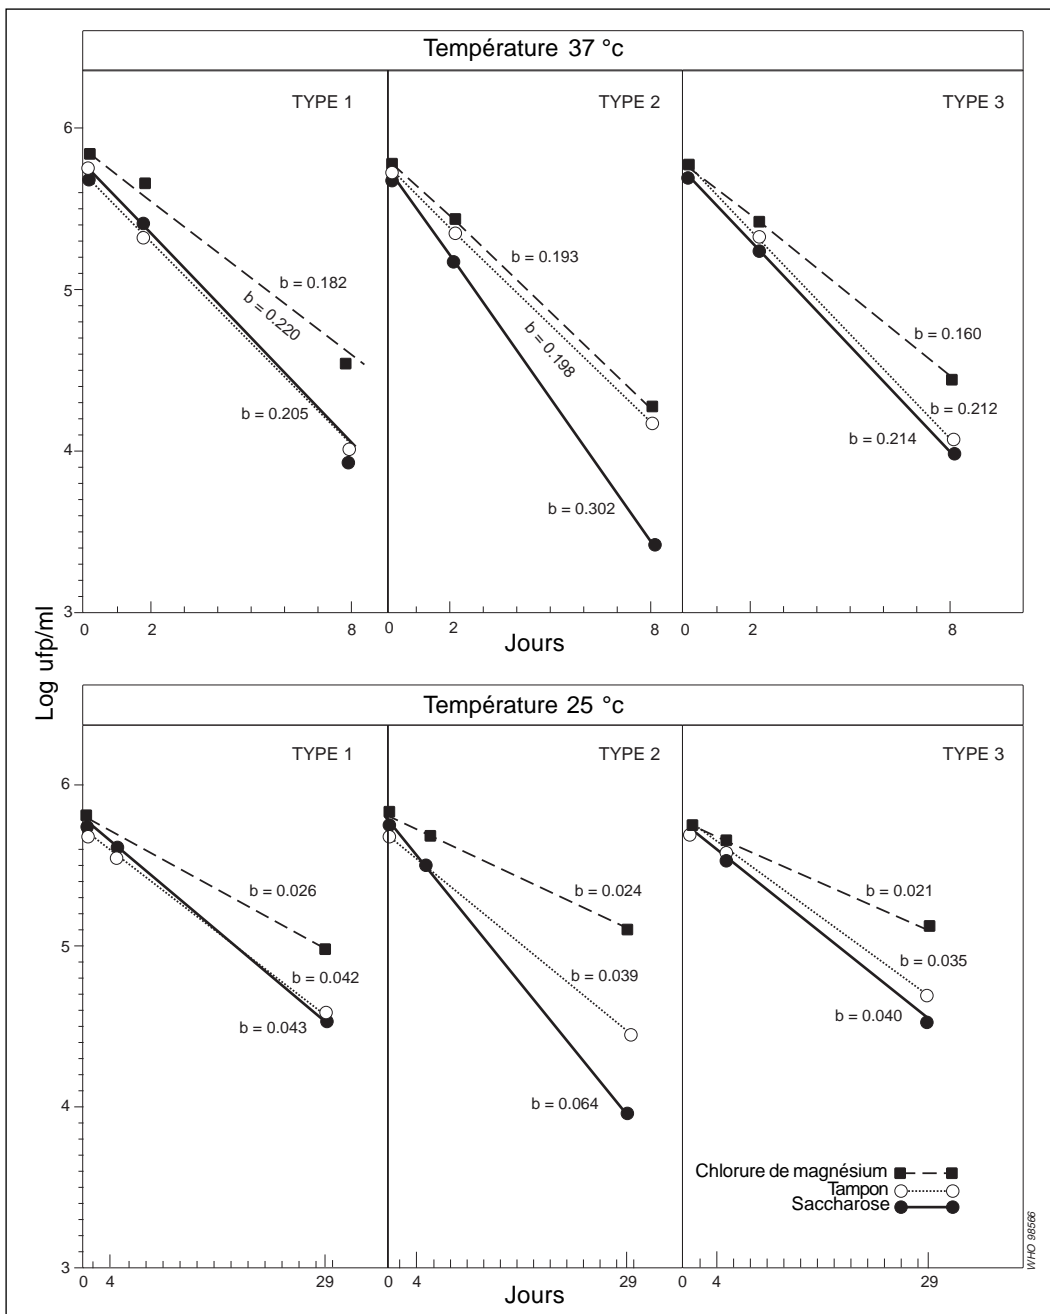 Température 37 °c
TYPE 1
TYPE 2
TYPE 3
6
5
4
3
b = 0.182
b = 0.220
b = 0.205
b = 0.193
b = 0.198
b = 0.302
b = 0.160
b = 0.212
b = 0.214
0 2 8
0 2 8
0 2 8
Jours
Log ufp/ml
Température 25 °c
TYPE 1
TYPE 2
TYPE 3
6
5
4
3
b = 0.026
b = 0.042
b = 0.043
b = 0.024
b = 0.039
b = 0.064
b = 0.021
b = 0.035
b = 0.040
Chlorure de magnésium
Tampon
Saccharose
0 4 29
0 4 29
0 4 29
Jours
WHO 98566